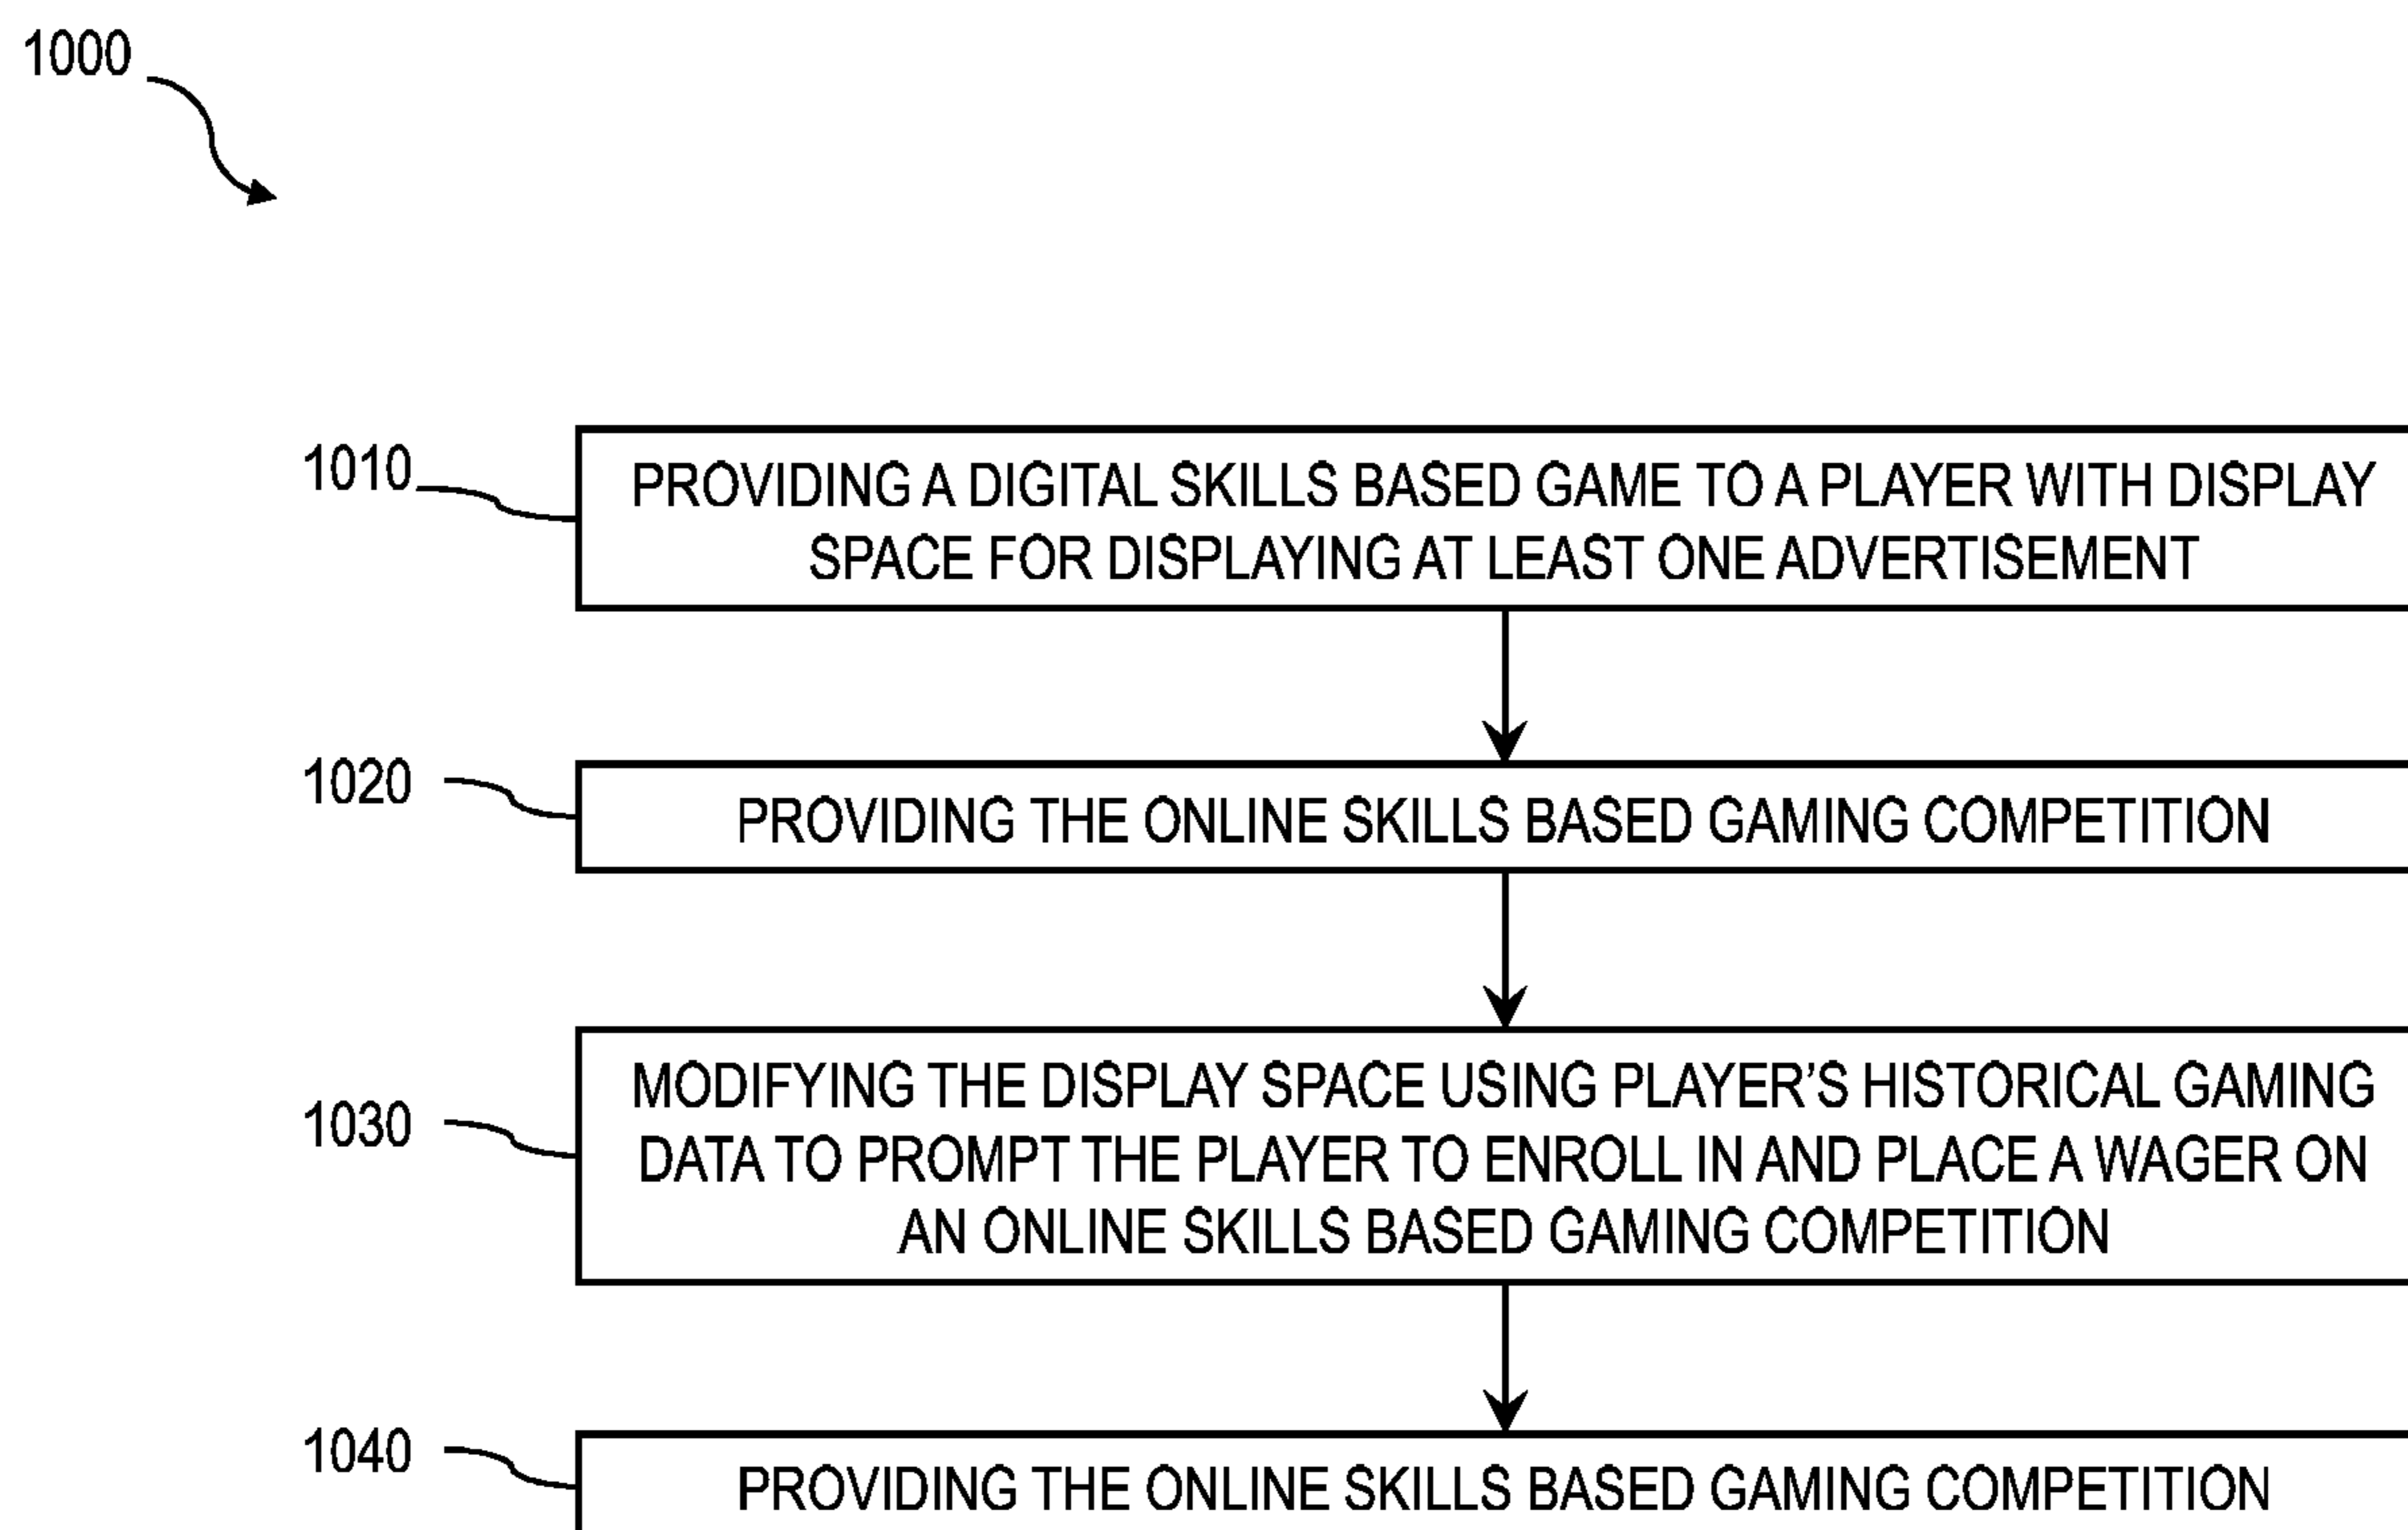 1000
1010
PROVIDING A DIGITAL SKILLS BASED GAME TO A PLAYER WITH DISPLAY
SPACE FOR DISPLAYING AT LEAST ONE ADVERTISEMENT
1020
PROVIDING THE ONLINE SKILLS BASED GAMING COMPETITION
1030
MODIFYING THE DISPLAY SPACE USING PLAYER’S HISTORICAL GAMING
DATA TO PROMPT THE PLAYER TO ENROLL IN AND PLACE A WAGER ON
AN ONLINE SKILLS BASED GAMING COMPETITION
1040
PROVIDING THE ONLINE SKILLS BASED GAMING COMPETITION